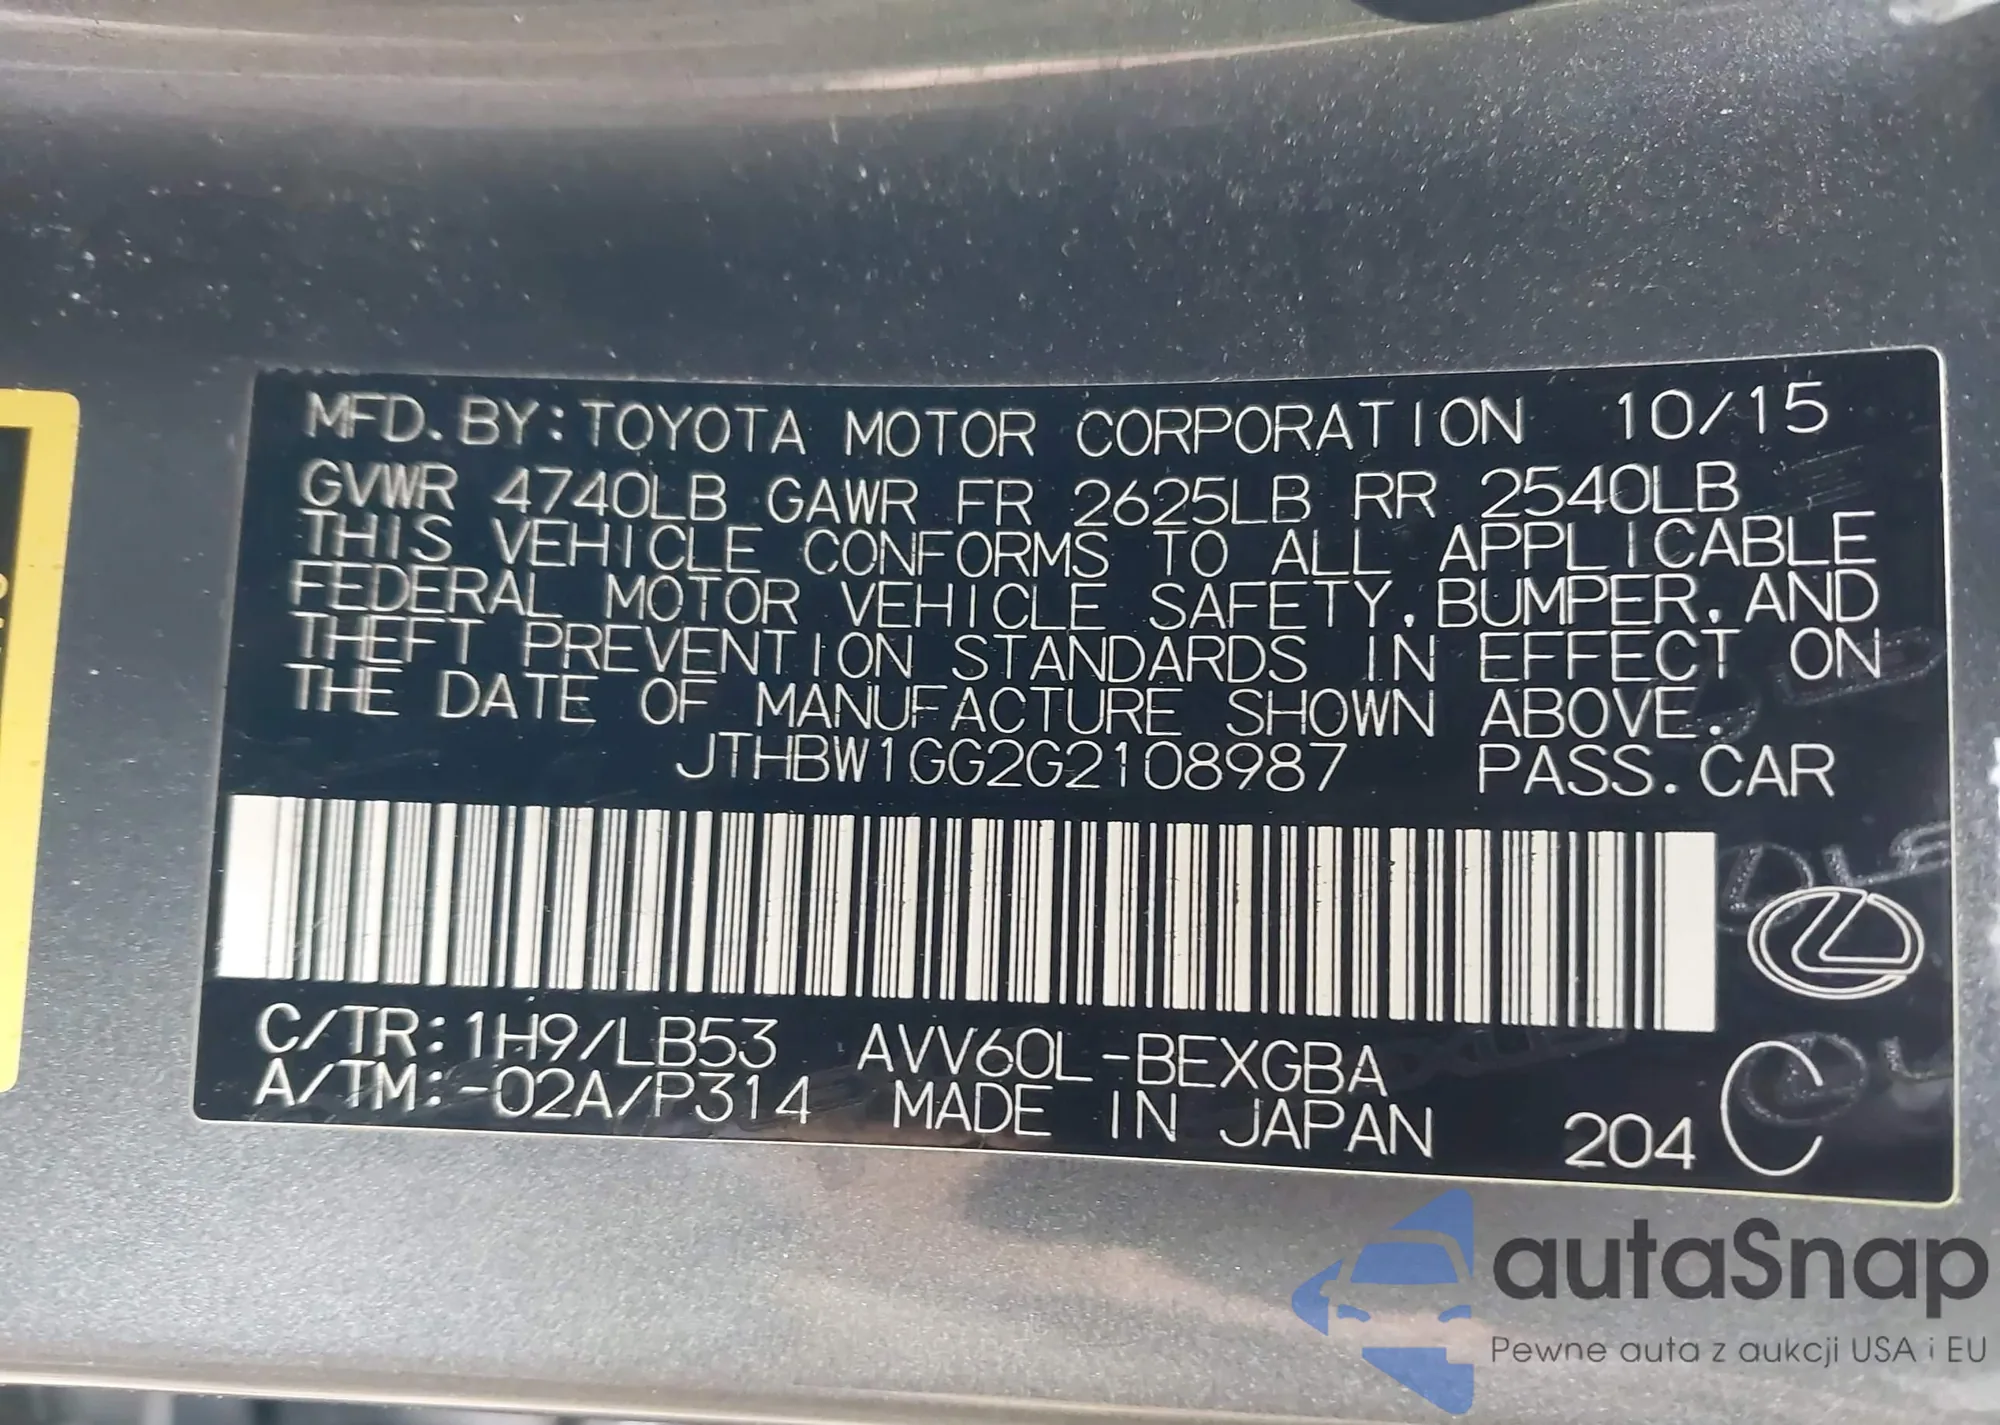 MFD. BY: TOYOTA MOTOR CORPORATION 10/15
GVWR 4740LB GAWR FR 2625LB RR 2540LB
THIS VEHICLE CONFORMS TO ALL APPLICABLE
FEDERAL MOTOR VEHICLE SAFETY, BUMPER, AND
THEFT PREVENTION STANDARDS IN EFFECT ON
THE DATE OF MANUFACTURE SHOWN ABOVE.
JTHBW1GG2G2108987 PASS. CAR
C/TR: 1H9/LB53 AVV60L-BEXGBA
A/TM:-02A/P314 MADE IN JAPAN 204 C
autaSnap
Pewne auta z aukcji USA i EU